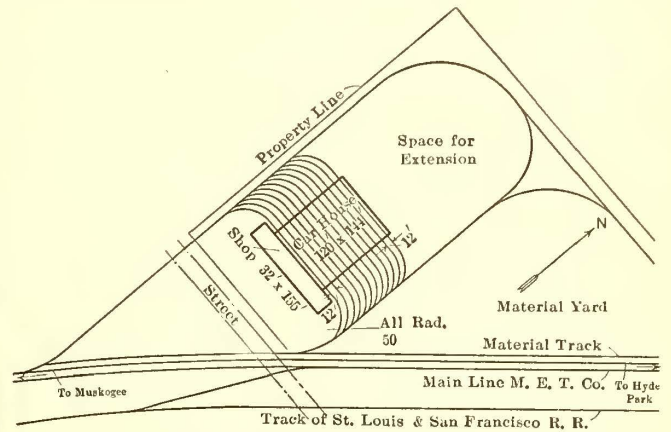 Property Line
Space for
Extension
Car House
120' x 144'
12'
Shop 32' x 155'
12'
N
Street
Material Yard
All Rad.
50
Material Track
To Muskogee
Main Line M. E. T. Co.
To Hyde
Park
Track of St. Louis & San Francisco R. R.